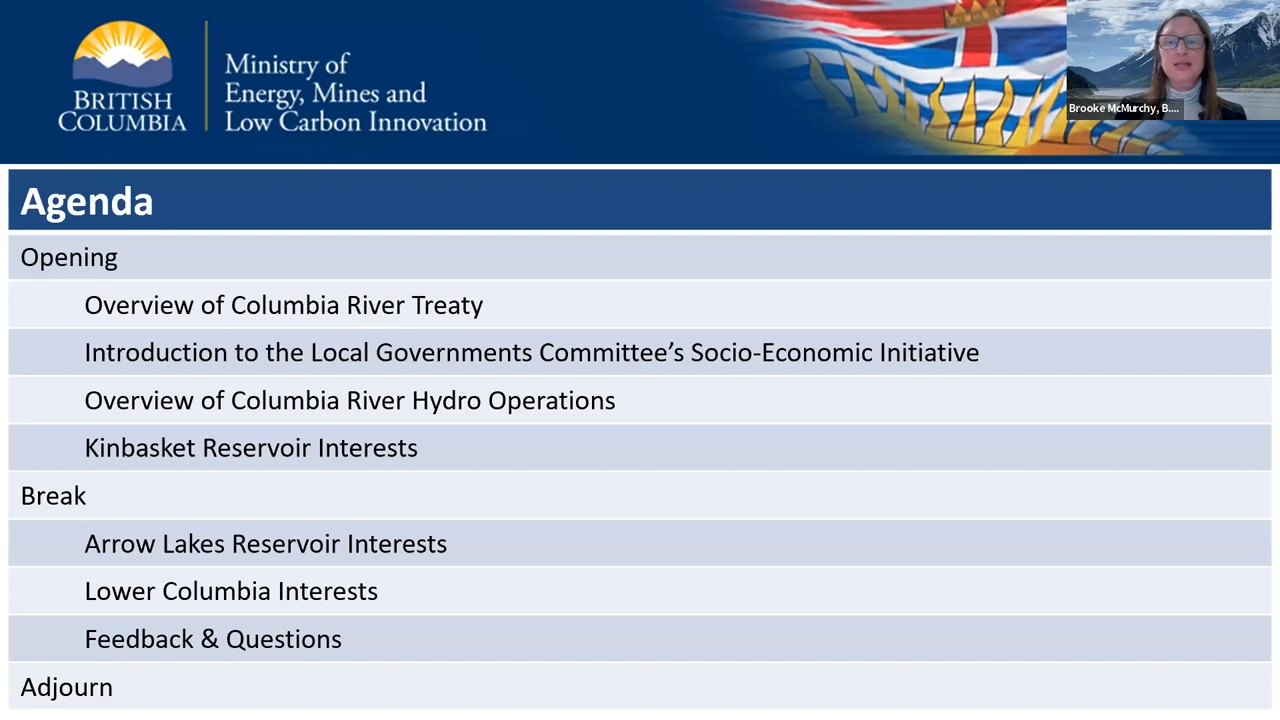 BRITISH
COLUMBIA
Ministry of
Energy, Mines and
Low Carbon Innovation
Brooke McMurchy, B....
Agenda
Opening
Overview of Columbia River Treaty
Introduction to the Local Governments Committee’s Socio-Economic Initiative
Overview of Columbia River Hydro Operations
Kinbasket Reservoir Interests
Break
Arrow Lakes Reservoir Interests
Lower Columbia Interests
Feedback & Questions
Adjourn